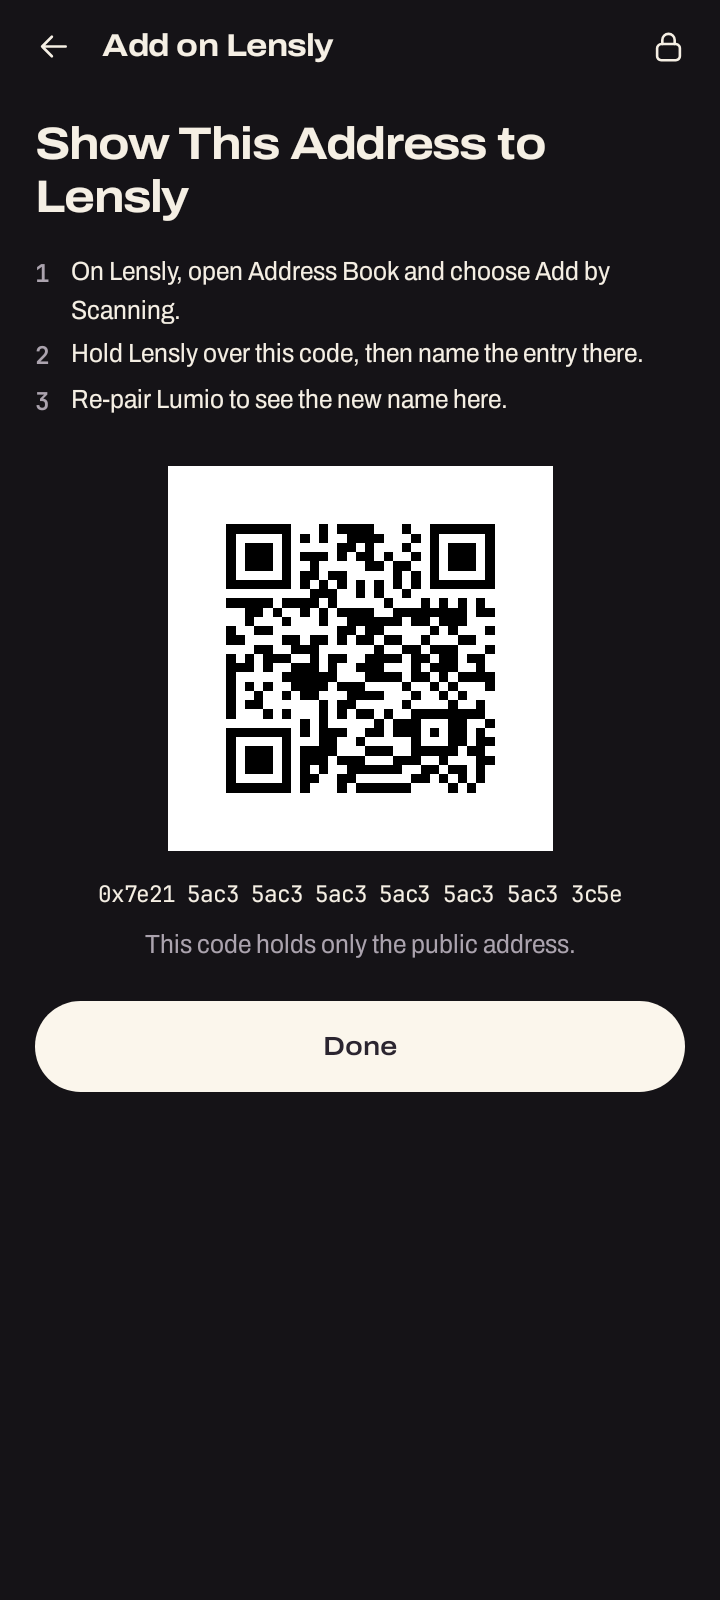 Add on Lensly
Show This Address to
Lensly
1 On Lensly, open Address Book and choose Add by
Scanning.
2 Hold Lensly over this code, then name the entry there.
3 Re-pair Lumio to see the new name here.
0x7e21 5ac3 5ac3 5ac3 5ac3 5ac3 5ac3 3c5e
This code holds only the public address.
Done